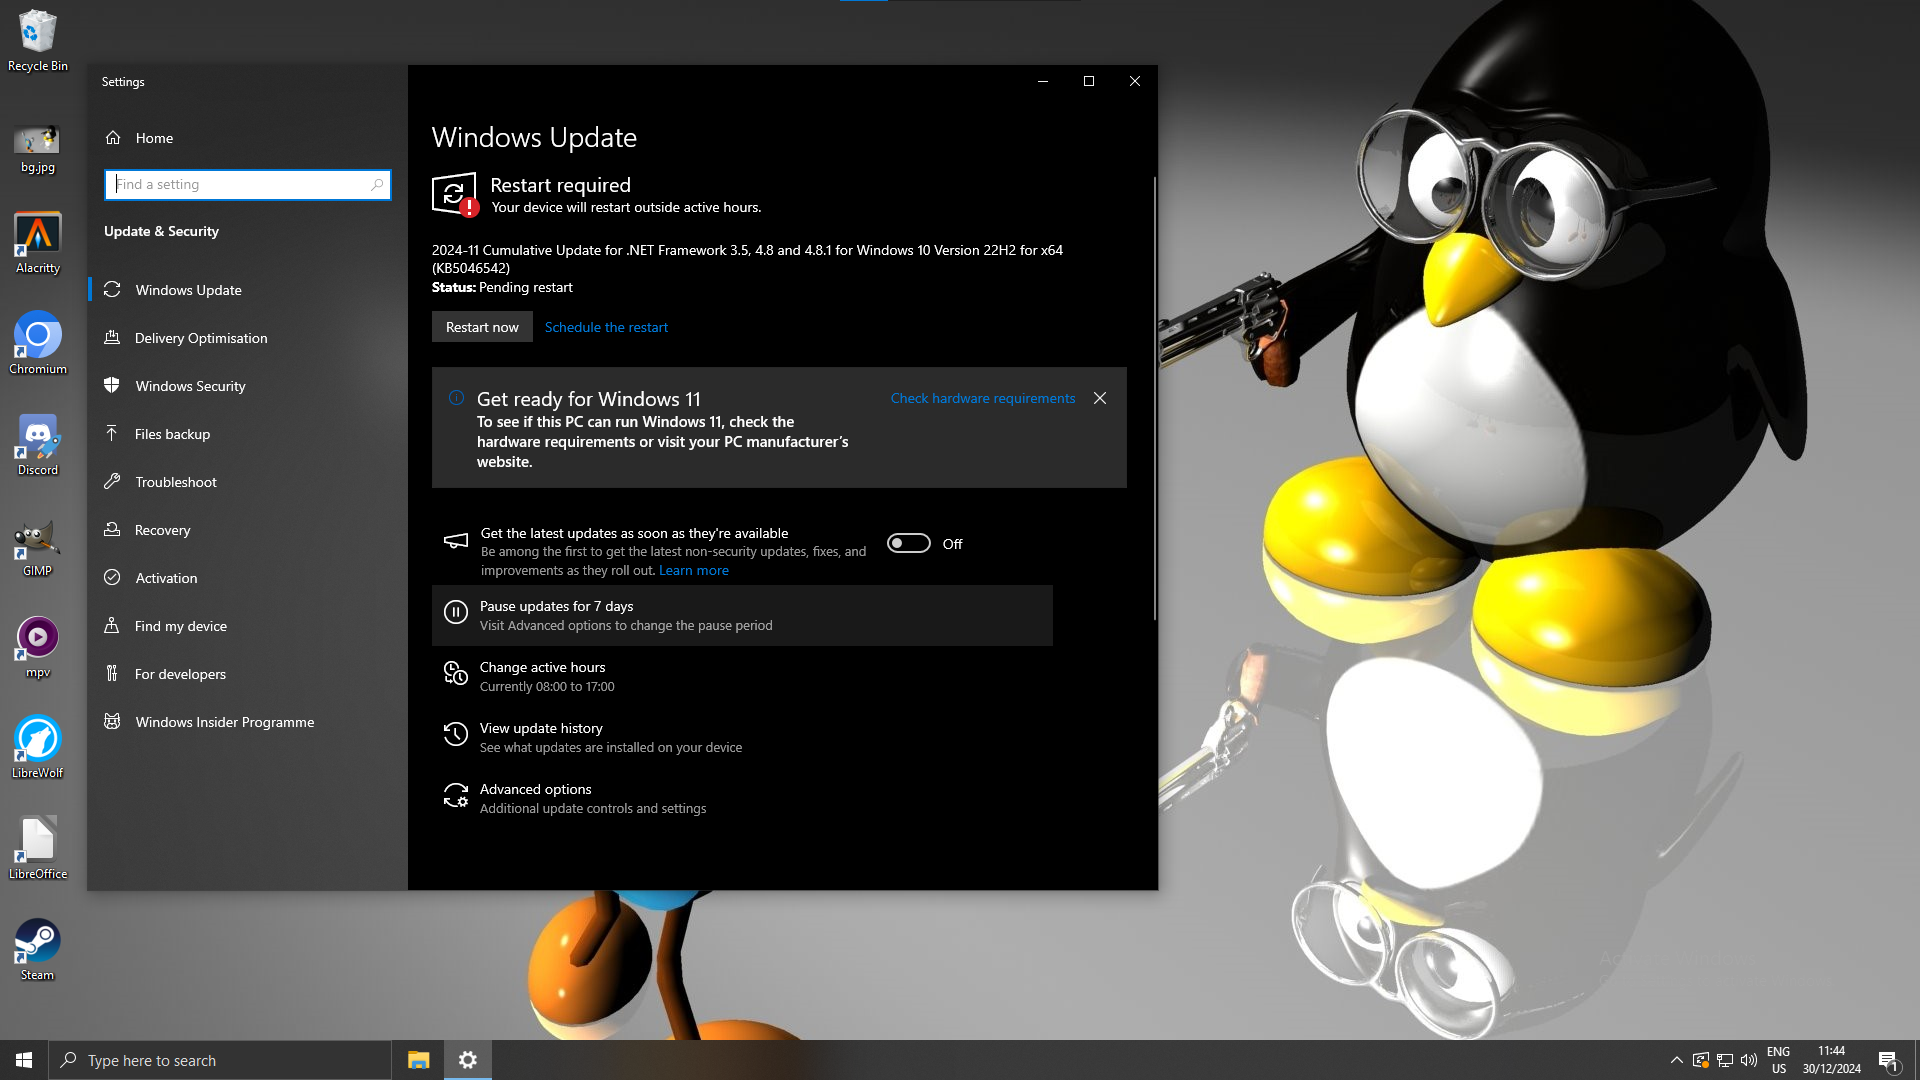 Recycle Bin
bg.jpg
Alacritty
Chromium
Discord
GIMP
mpv
LibreWolf
LibreOffice
Steam
Settings
Home
Find a setting
Update & Security
Windows Update
Delivery Optimisation
Windows Security
Files backup
Troubleshoot
Recovery
Activation
Find my device
For developers
Windows Insider Programme
Windows Update
Restart required
Your device will restart outside active hours.
2024-11 Cumulative Update for .NET Framework 3.5, 4.8 and 4.8.1 for Windows 10 Version 22H2 for x64
(KB5046542)
Status: Pending restart
Restart now
Schedule the restart
Get ready for Windows 11
Check hardware requirements
To see if this PC can run Windows 11, check the
hardware requirements or visit your PC manufacturer's
website.
Get the latest updates as soon as they're available
Off
Be among the first to get the latest non-security updates, fixes, and
improvements as they roll out. Learn more
Pause updates for 7 days
Visit Advanced options to change the pause period
Change active hours
Currently 08:00 to 17:00
View update history
See what updates are installed on your device
Advanced options
Additional update controls and settings
Type here to search
ENG
US
11:44
30/12/2024
1